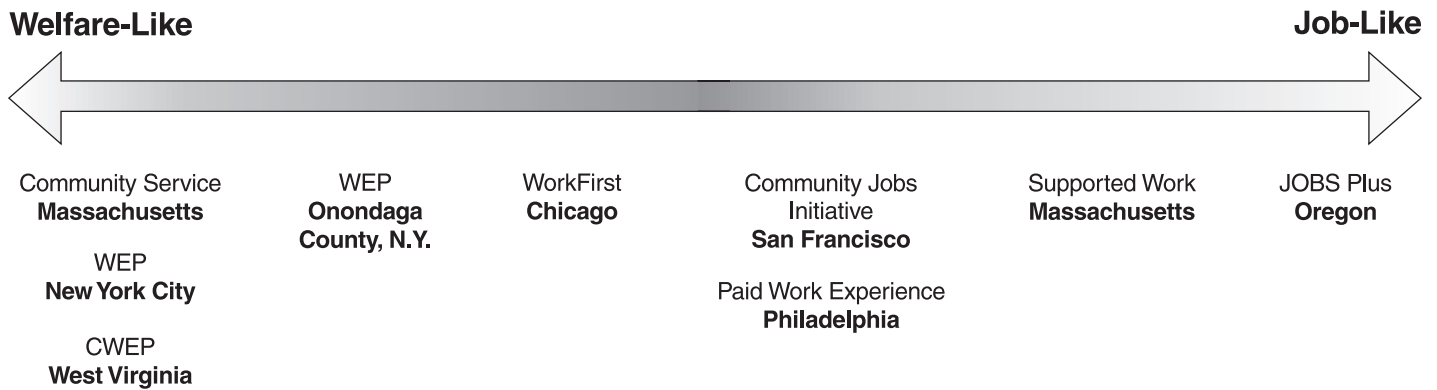 Welfare-Like
Job-Like
Community Service
Massachusetts
WEP
New York City
CWEP
West Virginia
WEP
Onondaga
County, N.Y.
WorkFirst
Chicago
Community Jobs
Initiative
San Francisco
Paid Work Experience
Philadelphia
Supported Work
Massachusetts
JOBS Plus
Oregon